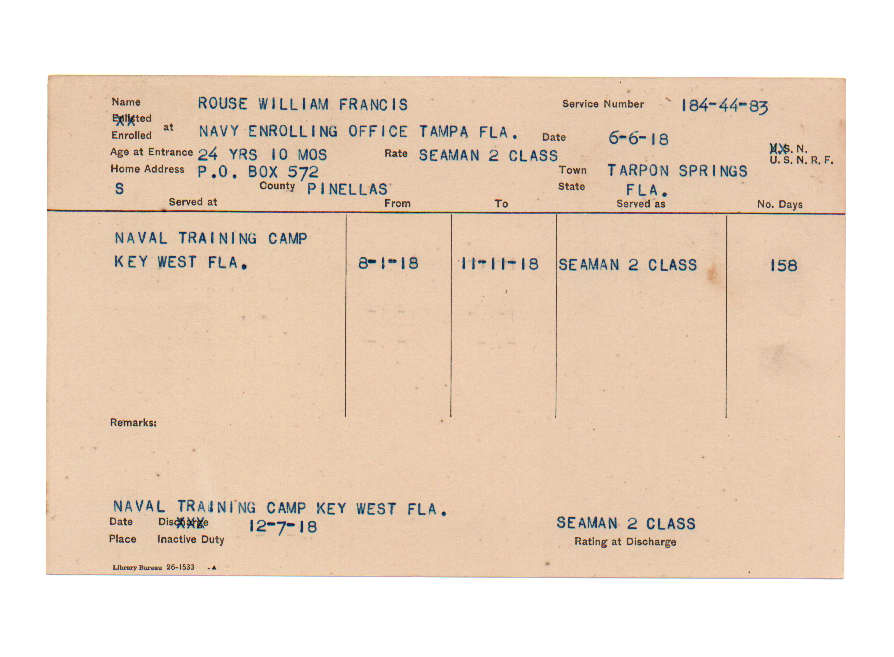 Name ROUSE WILLIAM FRANCIS Service Number 184-44-83
Enlisted
Enrolled at NAVY ENROLLING OFFICE TAMPA FLA. Date 6-6-18
U.S.N.
U.S.N.R.F.
Age at Entrance 24 YRS 10 MOS Rate SEAMAN 2 CLASS
Home Address P.O. BOX 572 Town TARPON SPRINGS
S County PINELLAS State FLA.
Served at From To Served as No. Days
NAVAL TRAINING CAMP
KEY WEST FLA. 8-1-18 11-11-18 SEAMAN 2 CLASS 158
Remarks:
NAVAL TRAINING CAMP KEY WEST FLA.
Date Discharge 12-7-18 SEAMAN 2 CLASS
Place Inactive Duty Rating at Discharge
Library Bureau 26-1533 -A